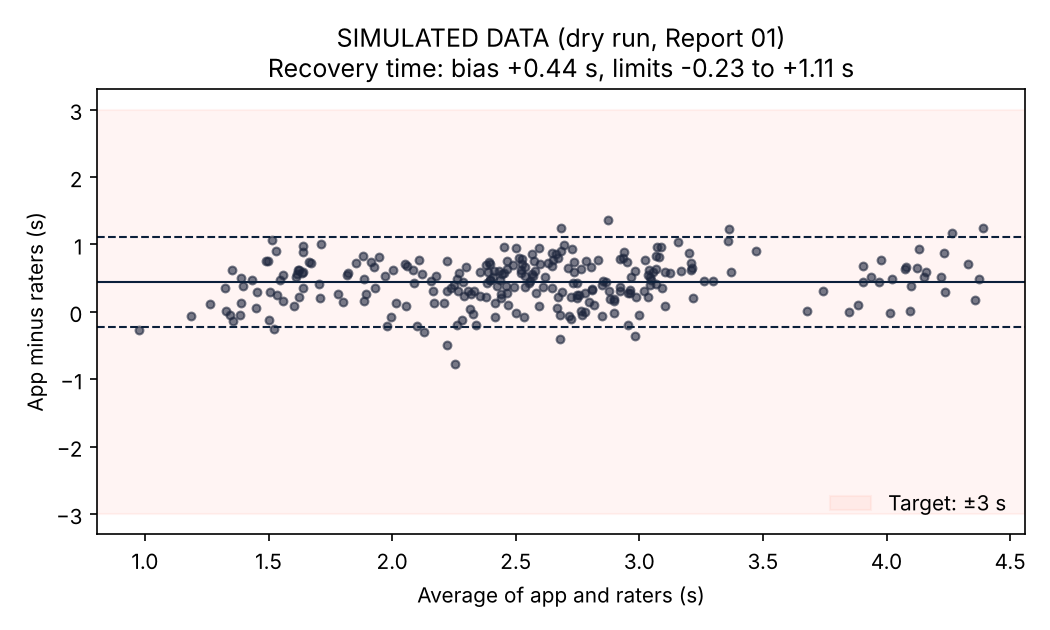 SIMULATED DATA (dry run, Report 01)
Recovery time: bias +0.44 s, limits -0.23 to +1.11 s
App minus raters (s)
3
2
1
0
−1
−2
−3
Target: ±3 s
1.0 1.5 2.0 2.5 3.0 3.5 4.0 4.5
Average of app and raters (s)